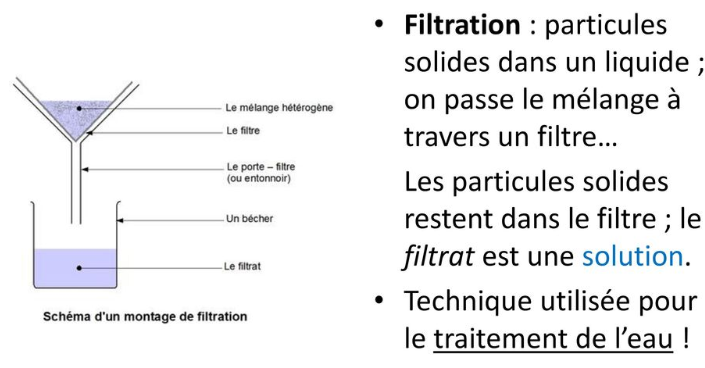 Le mélange hétérogène
Le filtre
Le porte – filtre
(ou entonnoir)
Un bécher
Le filtrat
Schéma d'un montage de filtration
• Filtration : particules
solides dans un liquide ;
on passe le mélange à
travers un filtre…
Les particules solides
restent dans le filtre ; le
filtrat est une solution.
• Technique utilisée pour
le traitement de l’eau !